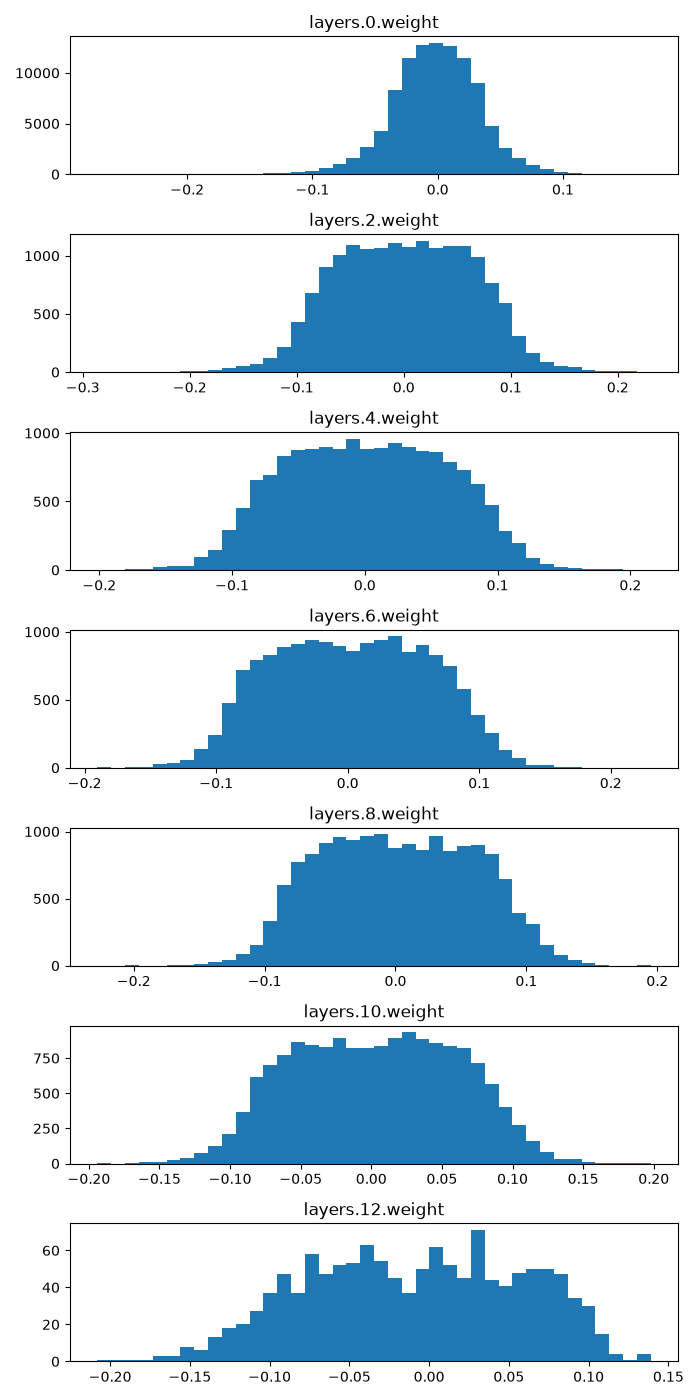 layers.0.weight
10000
5000
0
−0.2 −0.1 0.0 0.1
layers.2.weight
1000
500
0
−0.3 −0.2 −0.1 0.0 0.1 0.2
layers.4.weight
1000
500
0
−0.2 −0.1 0.0 0.1 0.2
layers.6.weight
1000
500
0
−0.2 −0.1 0.0 0.1 0.2
layers.8.weight
1000
500
0
−0.2 −0.1 0.0 0.1 0.2
layers.10.weight
750
500
250
0
−0.20 −0.15 −0.10 −0.05 0.00 0.05 0.10 0.15 0.20
layers.12.weight
60
40
20
0
−0.20 −0.15 −0.10 −0.05 0.00 0.05 0.10 0.15